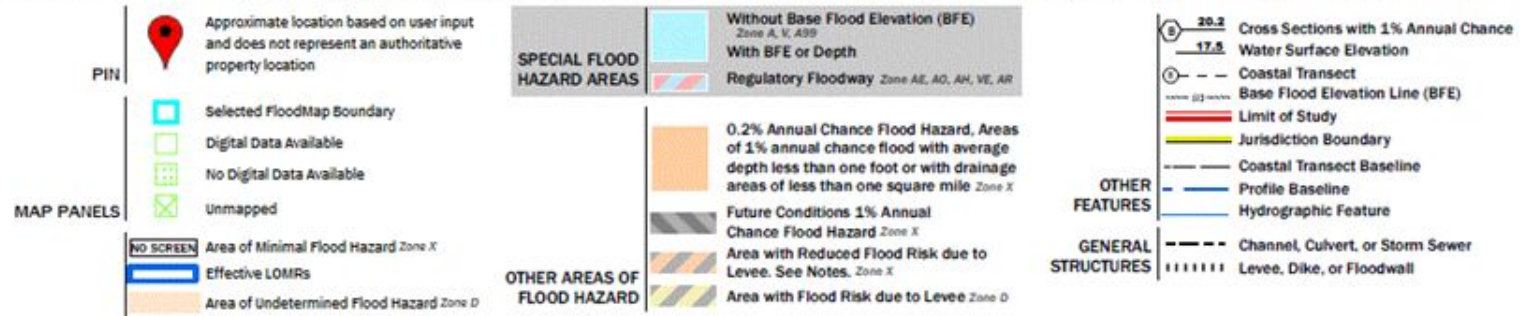 PIN
Approximate location based on user input
and does not represent an authoritative
property location
MAP PANELS
Selected FloodMap Boundary
Digital Data Available
No Digital Data Available
Unmapped
NO SCREEN Area of Minimal Flood Hazard Zone X
Effective LOMRs
Area of Undetermined Flood Hazard Zone D
SPECIAL FLOOD
HAZARD AREAS
Without Base Flood Elevation (BFE)
Zone A, V, A99
With BFE or Depth
Regulatory Floodway Zone AE, AO, AH, VE, AR
OTHER AREAS OF
FLOOD HAZARD
0.2% Annual Chance Flood Hazard, Areas
of 1% annual chance flood with average
depth less than one foot or with drainage
areas of less than one square mile Zone X
Future Conditions 1% Annual
Chance Flood Hazard Zone X
Area with Reduced Flood Risk due to
Levee. See Notes. Zone X
Area with Flood Risk due to Levee Zone D
OTHER
FEATURES
B 20.2 Cross Sections with 1% Annual Chance
17.5 Water Surface Elevation
Coastal Transect
Base Flood Elevation Line (BFE)
Limit of Study
Jurisdiction Boundary
Coastal Transect Baseline
Profile Baseline
Hydrographic Feature
GENERAL
STRUCTURES
Channel, Culvert, or Storm Sewer
Levee, Dike, or Floodwall